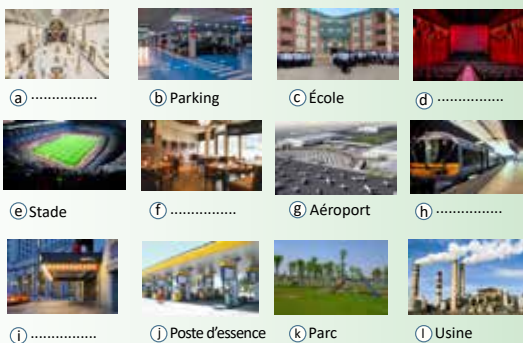 a ................
b Parking
c École
d ................
e Stade
f ................
g Aéroport
h ................
i ................
j Poste d'essence
k Parc
l Usine